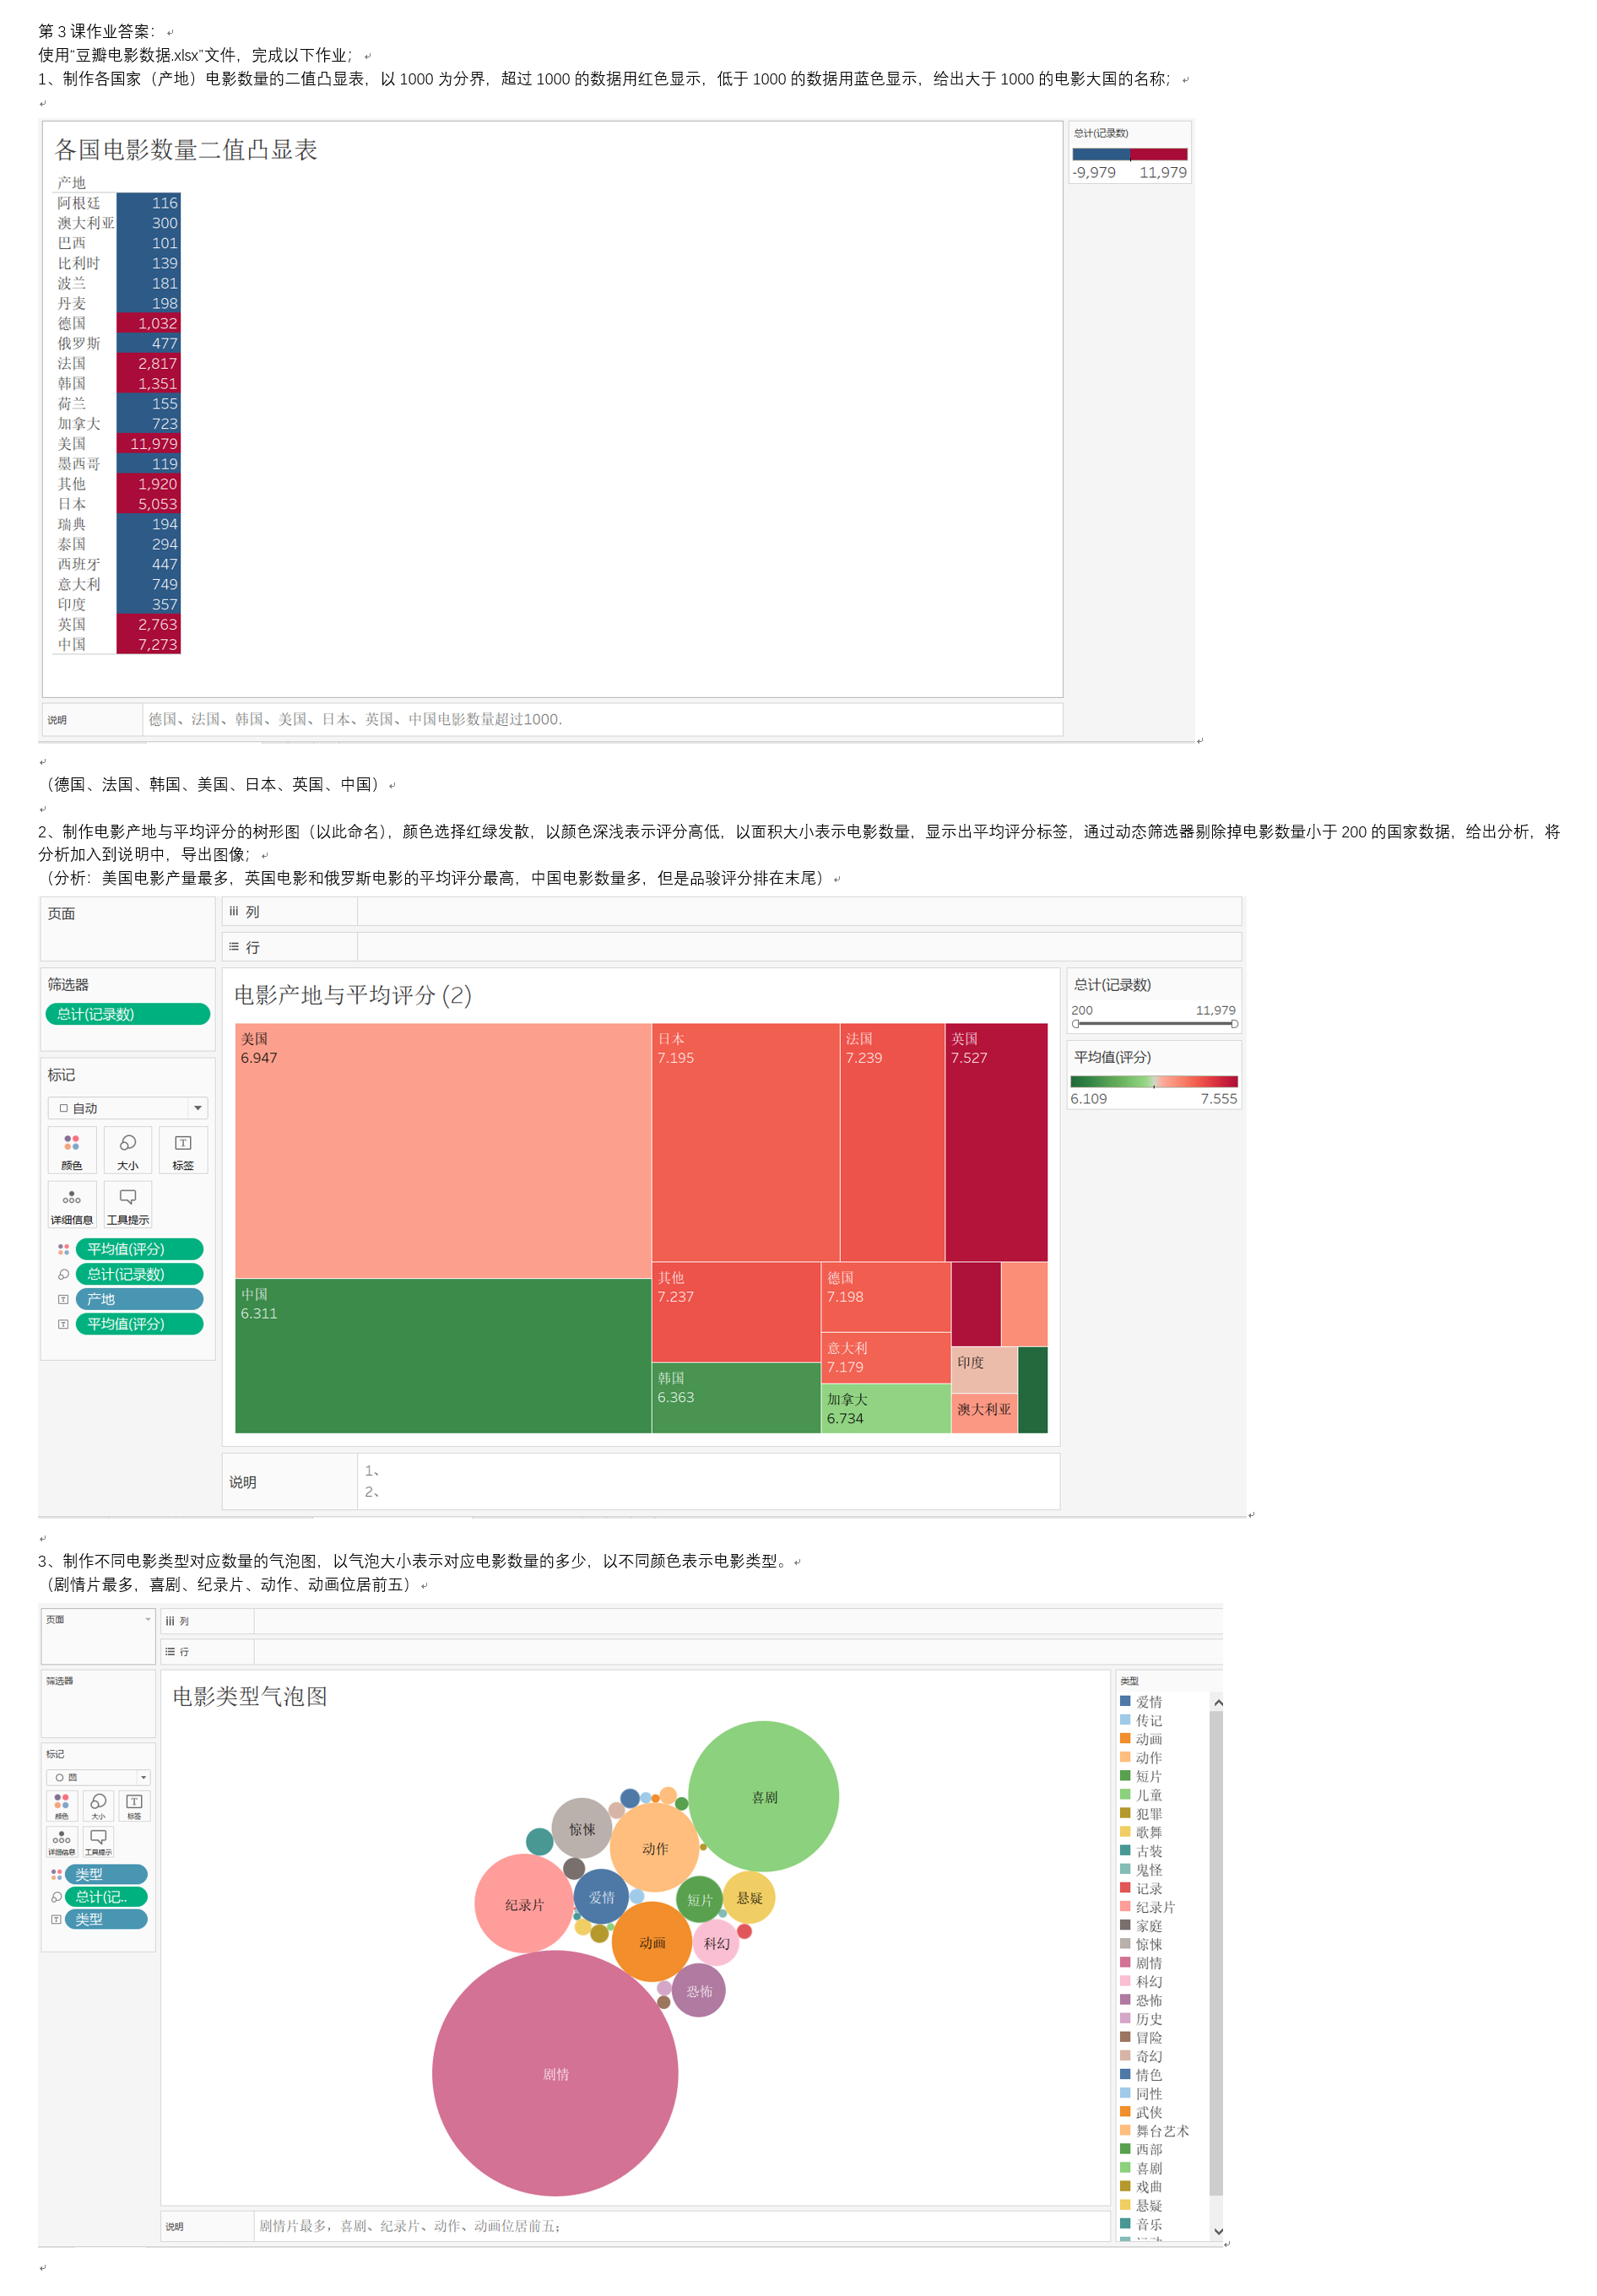 第 3 课作业答案：
使用“豆瓣电影数据.xlsx”文件，完成以下作业；
1、制作各国家（产地）电影数量的二值凸显表，以 1000 为分界，超过 1000 的数据用红色显示，低于 1000 的数据用蓝色显示，给出大于 1000 的电影大国的名称；
各国电影数量二值凸显表
产地
阿根廷 116
澳大利亚 300
巴西 101
比利时 139
波兰 181
丹麦 198
德国 1,032
俄罗斯 477
法国 2,817
韩国 1,351
荷兰 155
加拿大 723
美国 11,979
墨西哥 119
其他 1,920
日本 5,053
瑞典 194
泰国 294
西班牙 447
意大利 749
印度 357
英国 2,763
中国 7,273
总计(记录数)
-9,979 11,979
说明 德国、法国、韩国、美国、日本、英国、中国电影数量超过1000.
（德国、法国、韩国、美国、日本、英国、中国）
2、制作电影产地与平均评分的树形图（以此命名），颜色选择红绿发散，以颜色深浅表示评分高低，以面积大小表示电影数量，显示出平均评分标签，通过动态筛选器剔除掉电影数量小于 200 的国家数据，给出分析，将
分析加入到说明中，导出图像；
（分析：美国电影产量最多，英国电影和俄罗斯电影的平均评分最高，中国电影数量多，但是品骏评分排在末尾）
页面
列
行
筛选器
总计(记录数)
标记
自动
颜色 大小 标签
详细信息 工具提示
平均值(评分)
总计(记录数)
产地
平均值(评分)
电影产地与平均评分 (2)
美国
6.947
日本
7.195
法国
7.239
英国
7.527
中国
6.311
其他
7.237
德国
7.198
意大利
7.179
韩国
6.363
加拿大
6.734
印度
澳大利亚
总计(记录数)
200 11,979
平均值(评分)
6.109 7.555
说明
1、
2、
3、制作不同电影类型对应数量的气泡图，以气泡大小表示对应电影数量的多少，以不同颜色表示电影类型。
（剧情片最多，喜剧、纪录片、动作、动画位居前五）
页面
列
行
筛选器
标记
圆
颜色 大小 标签
详细信息 工具提示
类型
总计(记..
类型
电影类型气泡图
喜剧
惊悚
动作
纪录片
爱情
短片
悬疑
动画
科幻
恐怖
剧情
类型
爱情
传记
动画
动作
短片
儿童
犯罪
歌舞
古装
鬼怪
记录
纪录片
家庭
惊悚
剧情
科幻
恐怖
历史
冒险
奇幻
情色
同性
武侠
舞台艺术
西部
喜剧
戏曲
悬疑
音乐
说明 剧情片最多，喜剧、纪录片、动作、动画位居前五；